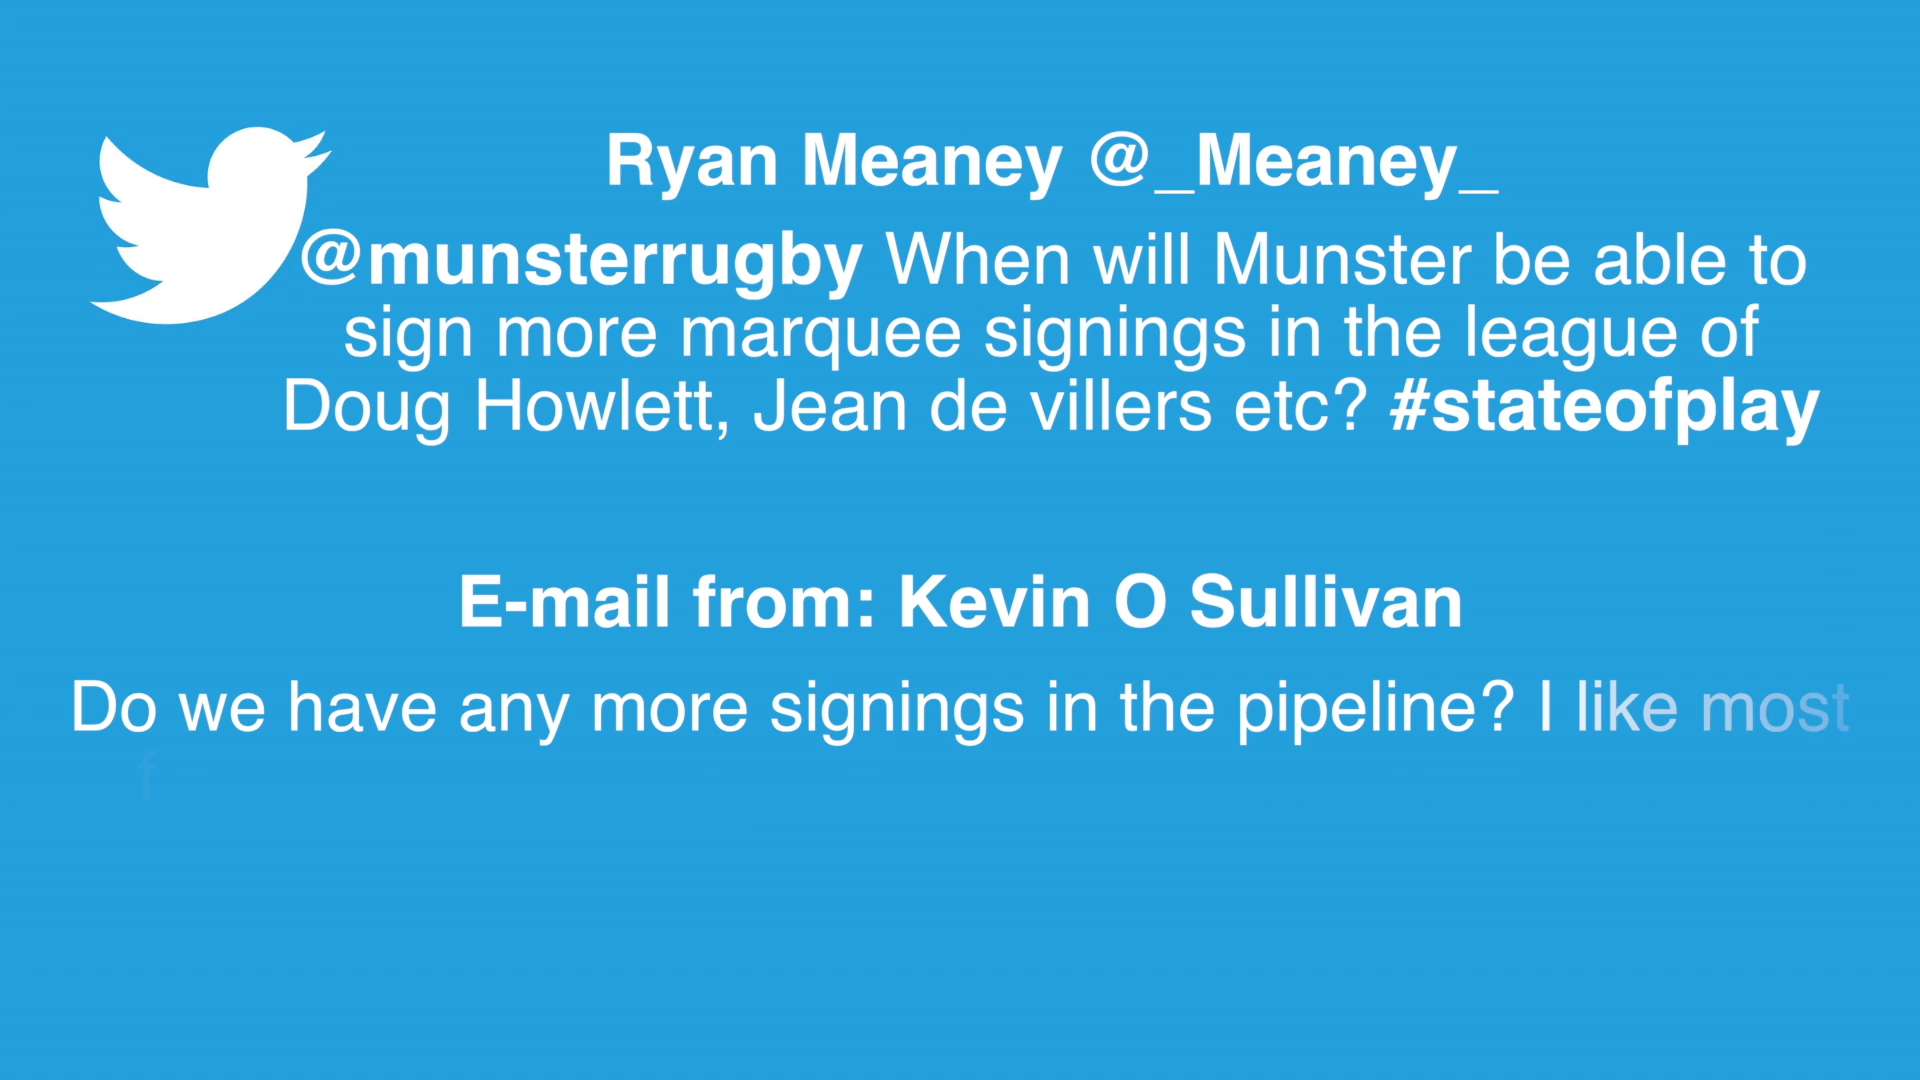 Ryan Meaney @_Meaney_
@munsterrugby When will Munster be able to
sign more marquee signings in the league of
Doug Howlett, Jean de villers etc? #stateofplay
E-mail from: Kevin O Sullivan
Do we have any more signings in the pipeline? I like most
f